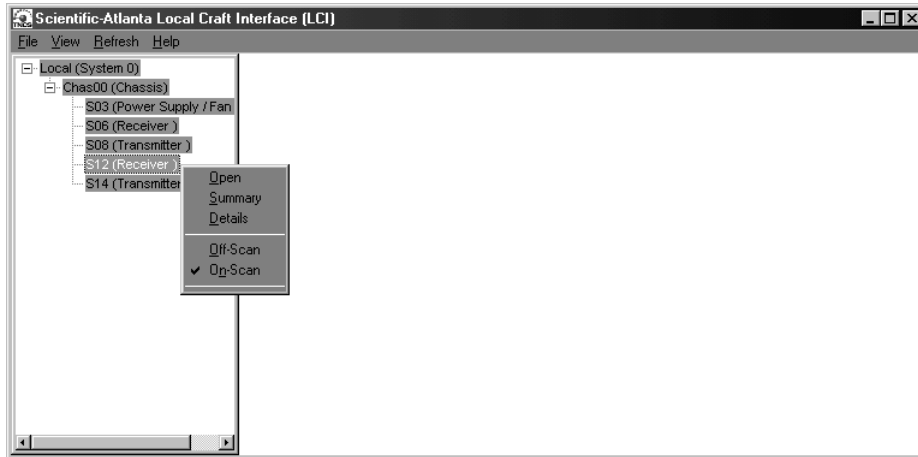 TNCS
Scientific-Atlanta Local Craft Interface (LCI)
File View Refresh Help
Local (System 0)
Chas00 (Chassis)
S03 (Power Supply / Fan
S06 (Receiver )
S08 (Transmitter )
S12 (Receiver )
S14 (Transmitter
Open
Summary
Details
Off-Scan
On-Scan